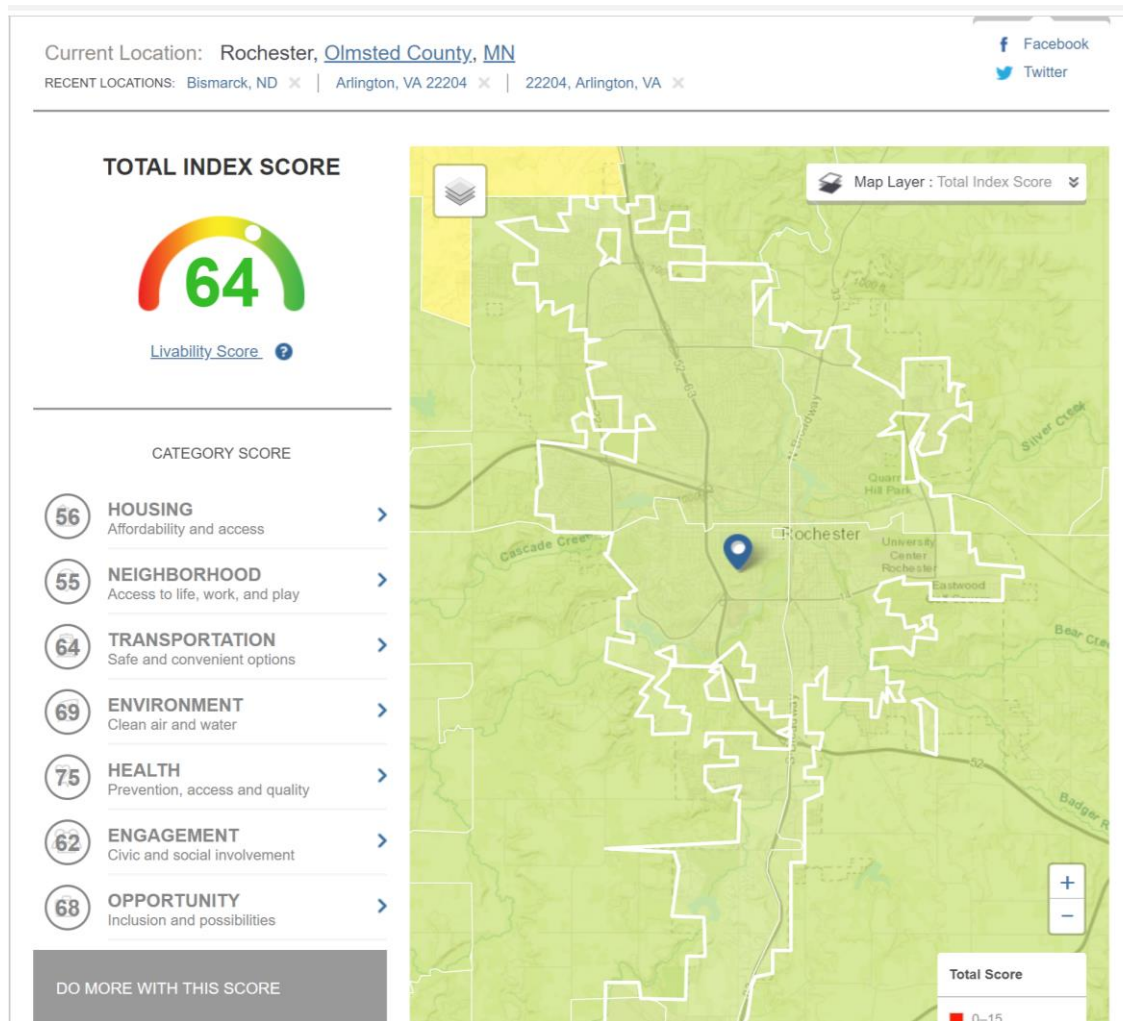 Current Location: Rochester, Olmsted County, MN
Facebook
RECENT LOCATIONS: Bismarck, ND × | Arlington, VA 22204 × | 22204, Arlington, VA ×
Twitter
TOTAL INDEX SCORE
64
Livability Score ?
CATEGORY SCORE
56 HOUSING
Affordability and access
55 NEIGHBORHOOD
Access to life, work, and play
64 TRANSPORTATION
Safe and convenient options
69 ENVIRONMENT
Clean air and water
75 HEALTH
Prevention, access and quality
62 ENGAGEMENT
Civic and social involvement
68 OPPORTUNITY
Inclusion and possibilities
DO MORE WITH THIS SCORE
Map Layer : Total Index Score
1000 ft
52-63
N Broadway
Silver Creek
Quarry
Hill Park
Cascade Creek
Rochester
University
Center
Rochester
Eastwood
Bear Cree
S Broadway
52
Badger R
+
−
Total Score
0–15